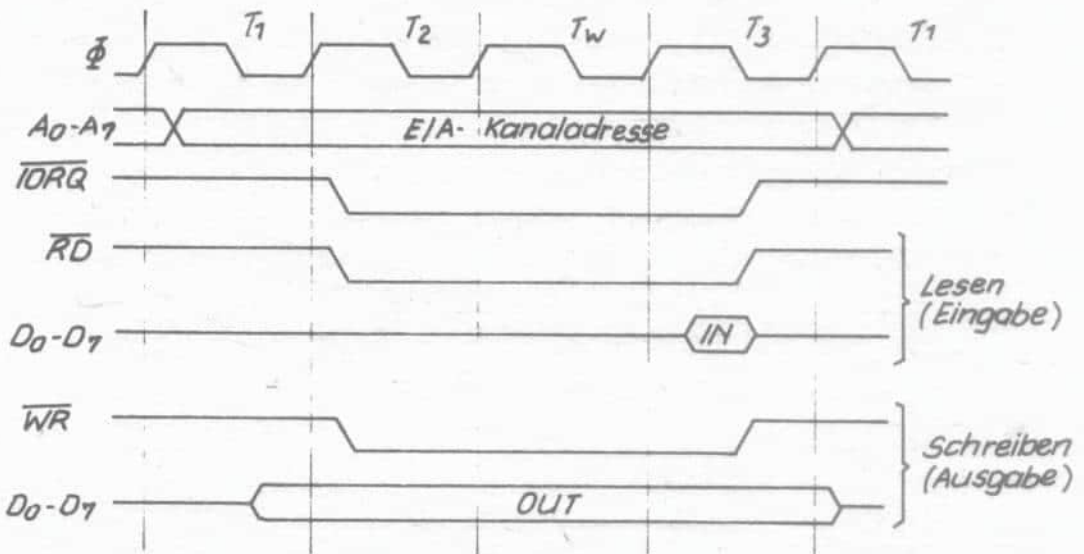 T1 T2 Tw T3 T1
Φ
A0-A7 E/A- Kanaladresse
IORQ
RD
Lesen
(Eingabe)
D0-D7 IN
WR
Schreiben
(Ausgabe)
D0-D7 OUT